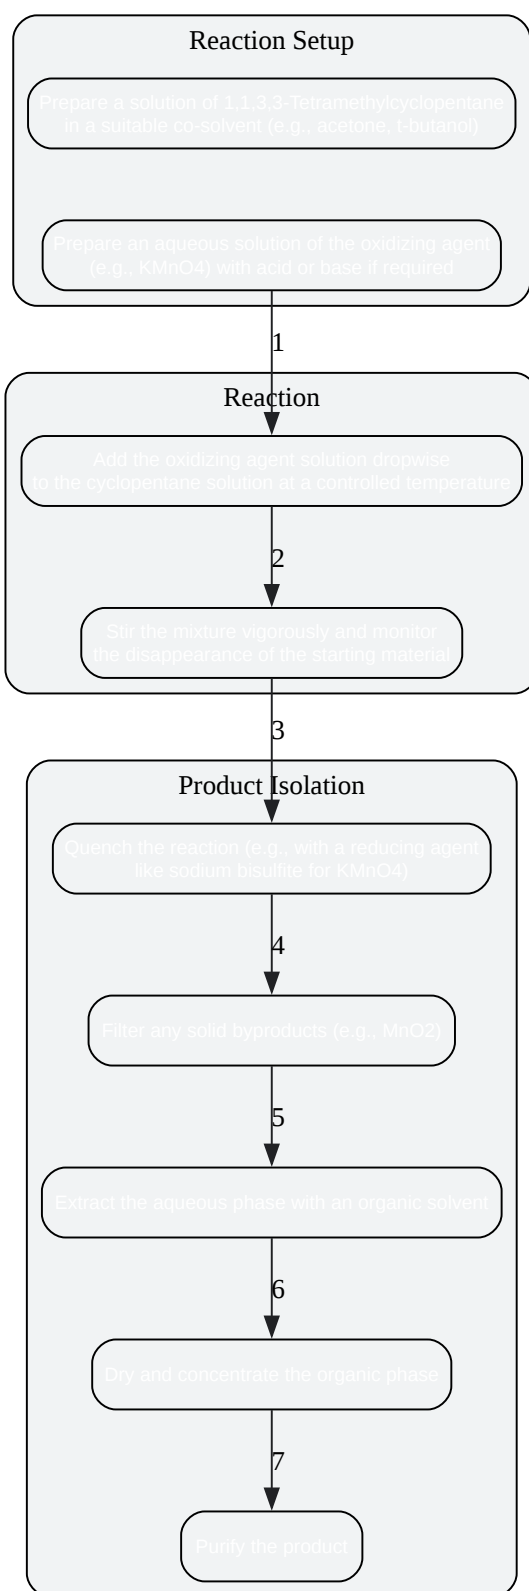 Reaction Setup
Prepare a solution of 1,1,3,3-Tetramethylcyclopentane
in a suitable co-solvent (e.g., acetone, t-butanol)
Prepare an aqueous solution of the oxidizing agent
(e.g., KMnO4) with acid or base if required
1
Reaction
Add the oxidizing agent solution dropwise
to the cyclopentane solution at a controlled temperature
2
Stir the mixture vigorously and monitor
the disappearance of the starting material
3
Product Isolation
Quench the reaction (e.g., with a reducing agent
like sodium bisulfite for KMnO4)
4
Filter any solid byproducts (e.g., MnO2)
5
Extract the aqueous phase with an organic solvent
6
Dry and concentrate the organic phase
7
Purify the product